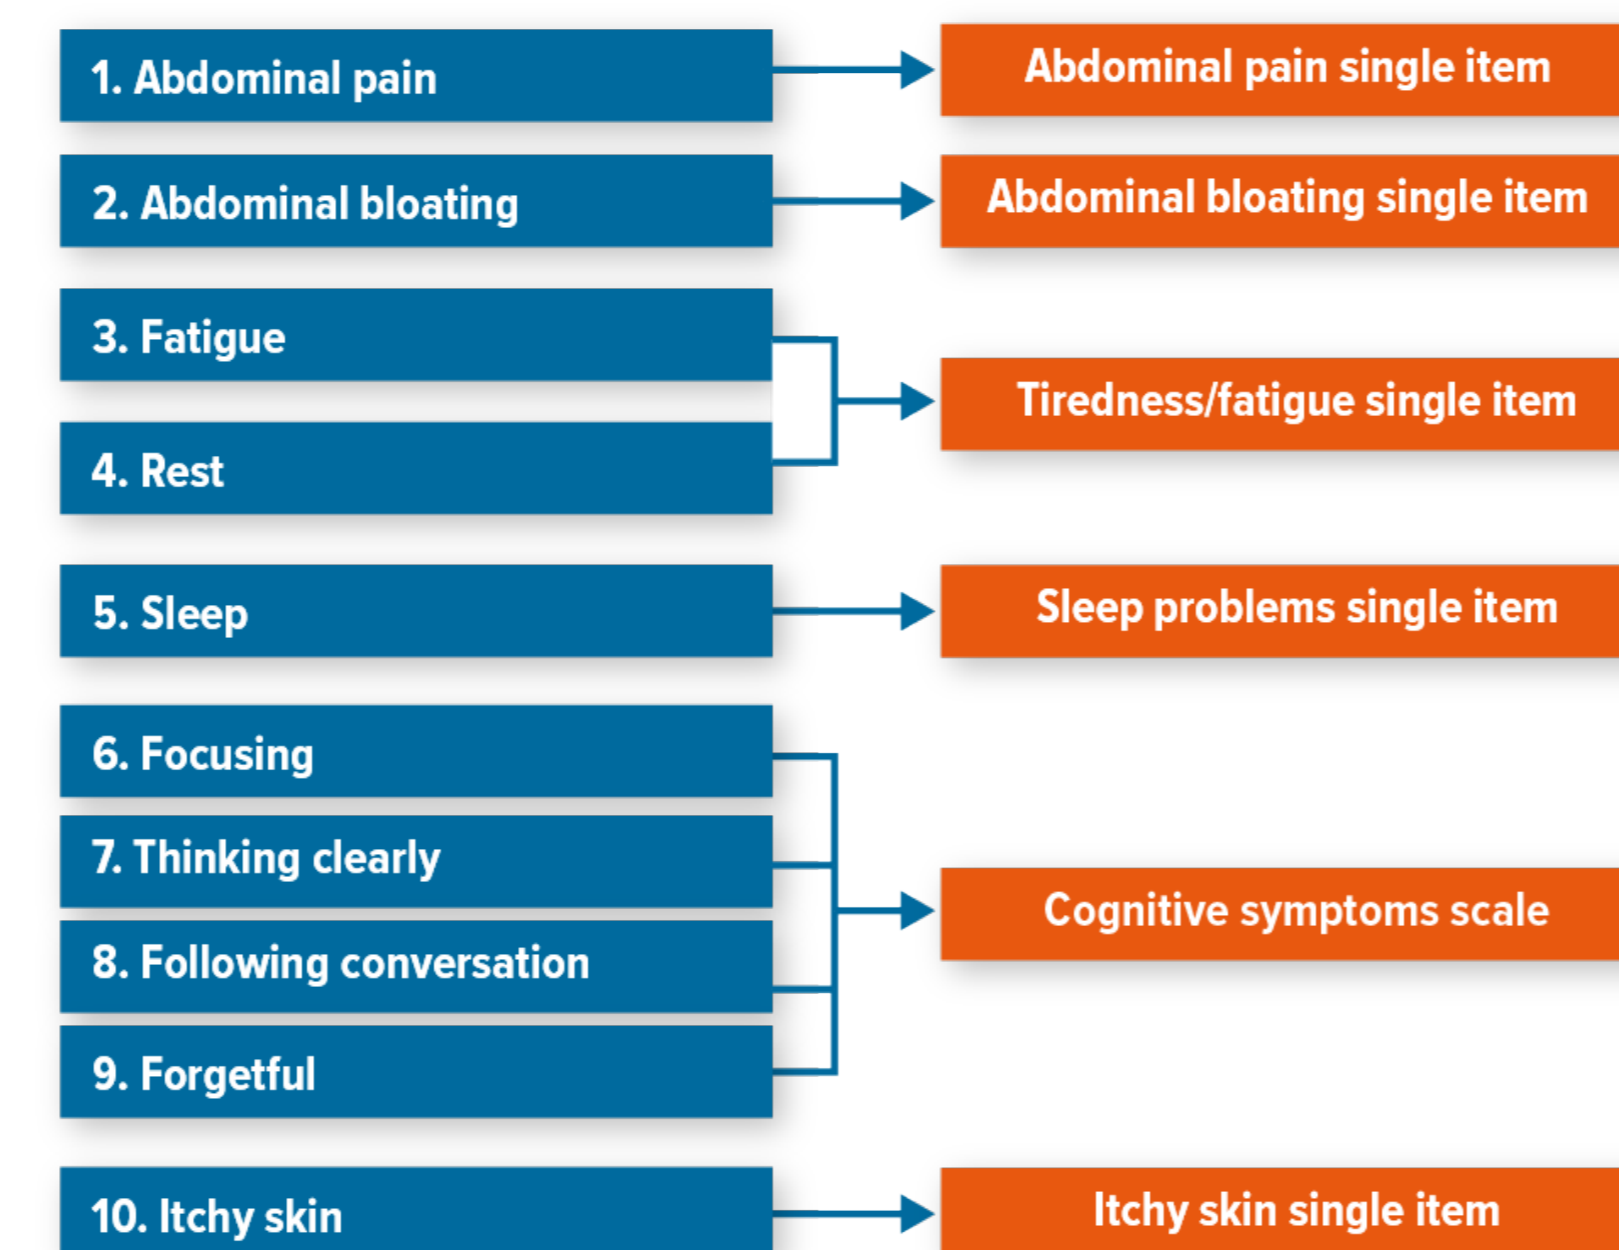 1. Abdominal pain
Abdominal pain single item
2. Abdominal bloating
Abdominal bloating single item
3. Fatigue
4. Rest
Tiredness/fatigue single item
5. Sleep
Sleep problems single item
6. Focusing
7. Thinking clearly
8. Following conversation
9. Forgetful
Cognitive symptoms scale
10. Itchy skin
Itchy skin single item